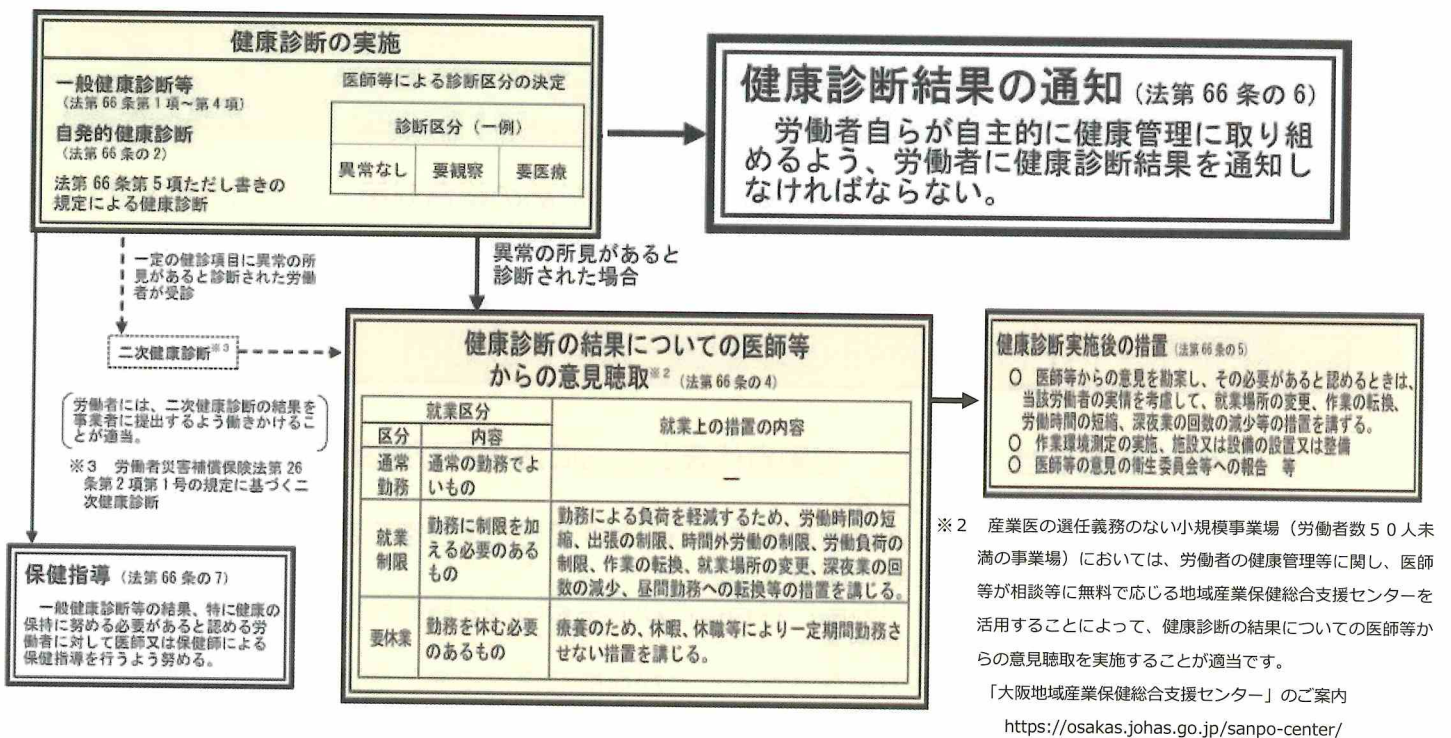 健康診断の実施
一般健康診断等
（法第66条第1項～第4項）
自発的健康診断
（法第66条の2）
法第66条第5項ただし書きの
規定による健康診断
医師等による診断区分の決定
診断区分（一例）
異常なし 要観察 要医療
健康診断結果の通知（法第66条の6）
労働者自らが自主的に健康管理に取り組
めるよう、労働者に健康診断結果を通知し
なければならない。
一定の健診項目に異常の所
見があると診断された労働
者が受診
異常の所見があると
診断された場合
二次健康診断※3
労働者には、二次健康診断の結果を
事業者に提出するよう働きかけるこ
とが適当。
※3　労働者災害補償保険法第26
条第2項第1号の規定に基づく二
次健康診断
保健指導（法第66条の7）
一般健康診断等の結果、特に健康の
保持に努める必要があると認める労
働者に対して医師又は保健師による
保健指導を行うよう努める。
健康診断の結果についての医師等
からの意見聴取※2（法第66条の4）
就業区分
就業上の措置の内容
区分 内容
通常
勤務
通常の勤務でよ
いもの
－
就業
制限
勤務に制限を加
える必要のある
もの
勤務による負荷を軽減するため、労働時間の短
縮、出張の制限、時間外労働の制限、労働負荷の
制限、作業の転換、就業場所の変更、深夜業の回
数の減少、昼間勤務への転換等の措置を講じる。
要休業
勤務を休む必要
のあるもの
療養のため、休暇、休職等により一定期間勤務さ
せない措置を講じる。
健康診断実施後の措置（法第66条の5）
○　医師等からの意見を勘案し、その必要があると認めるときは、
当該労働者の実情を考慮して、就業場所の変更、作業の転換、
労働時間の短縮、深夜業の回数の減少等の措置を講ずる。
○　作業環境測定の実施、施設又は設備の設置又は整備
○　医師等の意見の衛生委員会等への報告　等
※2　産業医の選任義務のない小規模事業場（労働者数５０人未
満の事業場）においては、労働者の健康管理等に関し、医師
等が相談等に無料で応じる地域産業保健総合支援センターを
活用することによって、健康診断の結果についての医師等か
らの意見聴取を実施することが適当です。
「大阪地域産業保健総合支援センター」のご案内
https://osakas.johas.go.jp/sanpo-center/